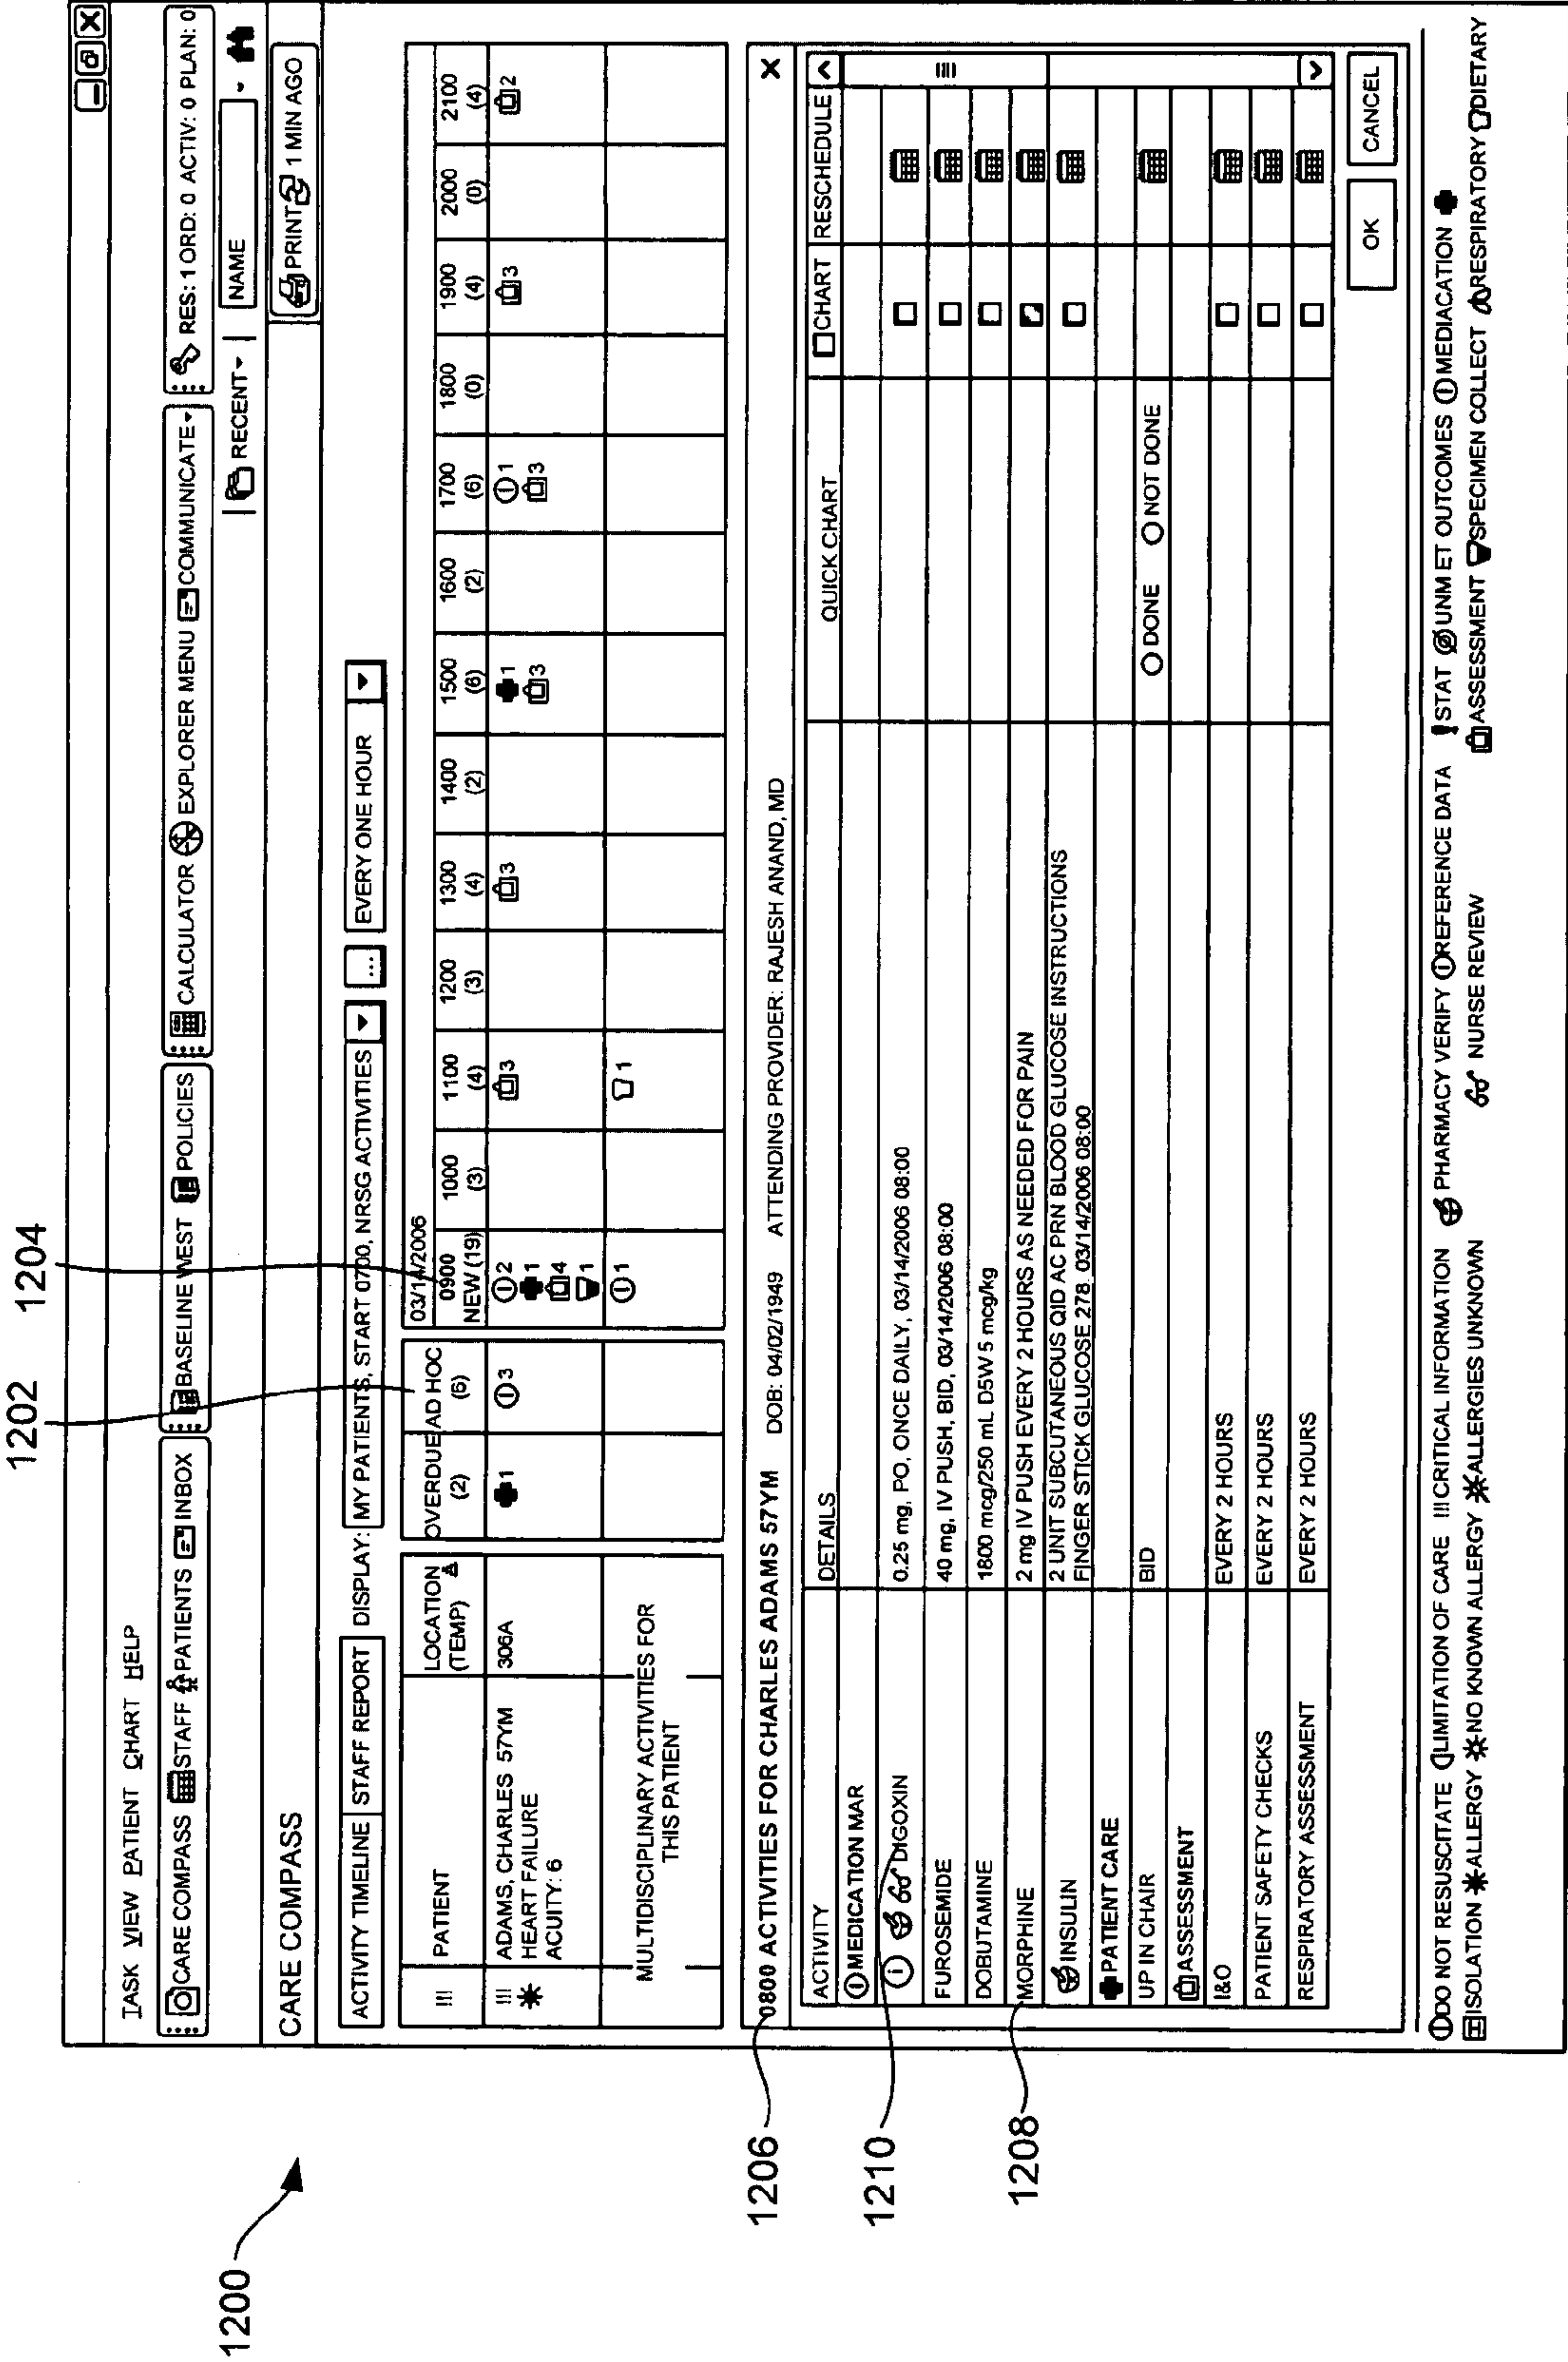 1200
1202
1204
TASK VIEW PATIENT CHART HELP
CARE COMPASS STAFF PATIENTS INBOX BASELINE WEST POLICIES CALCULATOR EXPLORER MENU COMMUNICATE RES: 1 ORD: 0 ACTIV: 0 PLAN: 0
RECENT NAME
CARE COMPASS PRINT 1 MIN AGO
ACTIVITY TIMELINE STAFF REPORT DISPLAY: MY PATIENTS, START 0700, NRSG ACTIVITIES ... EVERY ONE HOUR
03/14/2006
!!! PATIENT LOCATION OVERDUE AD HOC 0900 1000 1100 1200 1300 1400 1500 1600 1700 1800 1900 2000 2100
(TEMP) (2) (6) NEW (19) (3) (4) (3) (4) (2) (6) (2) (6) (0) (4) (0) (4)
!!! ADAMS, CHARLES 57YM 306A 1 3 2 3 3 1 1 3 2
HEART FAILURE 1 3 3
ACUITY: 6 4
1
MULTIDISCIPLINARY ACTIVITIES FOR 1 1
THIS PATIENT
1206
0800 ACTIVITIES FOR CHARLES ADAMS 57YM DOB: 04/02/1949 ATTENDING PROVIDER: RAJESH ANAND, MD X
ACTIVITY DETAILS QUICK CHART CHART RESCHEDULE
MEDICATION MAR
1210
DIGOXIN 0.25 mg, PO, ONCE DAILY, 03/14/2006 08:00
FUROSEMIDE 40 mg, IV PUSH, BID, 03/14/2006 08:00
DOBUTAMINE 1800 mcg/250 mL D5W 5 mcg/kg
1208
MORPHINE 2 mg IV PUSH EVERY 2 HOURS AS NEEDED FOR PAIN
INSULIN 2 UNIT SUBCUTANEOUS QID AC PRN BLOOD GLUCOSE INSTRUCTIONS
FINGER STICK GLUCOSE 278 03/14/2006 08:00
PATIENT CARE
UP IN CHAIR BID DONE NOT DONE
ASSESSMENT
I&O EVERY 2 HOURS
PATIENT SAFETY CHECKS EVERY 2 HOURS
RESPIRATORY ASSESSMENT EVERY 2 HOURS
OK CANCEL
DO NOT RESUSCITATE LIMITATION OF CARE !!! CRITICAL INFORMATION PHARMACY VERIFY REFERENCE DATA STAT UNM ET OUTCOMES MEDIACATION
ISOLATION ALLERGY NO KNOWN ALLERGY ALLERGIES UNKNOWN NURSE REVIEW ASSESSMENT SPECIMEN COLLECT RESPIRATORY DIETARY